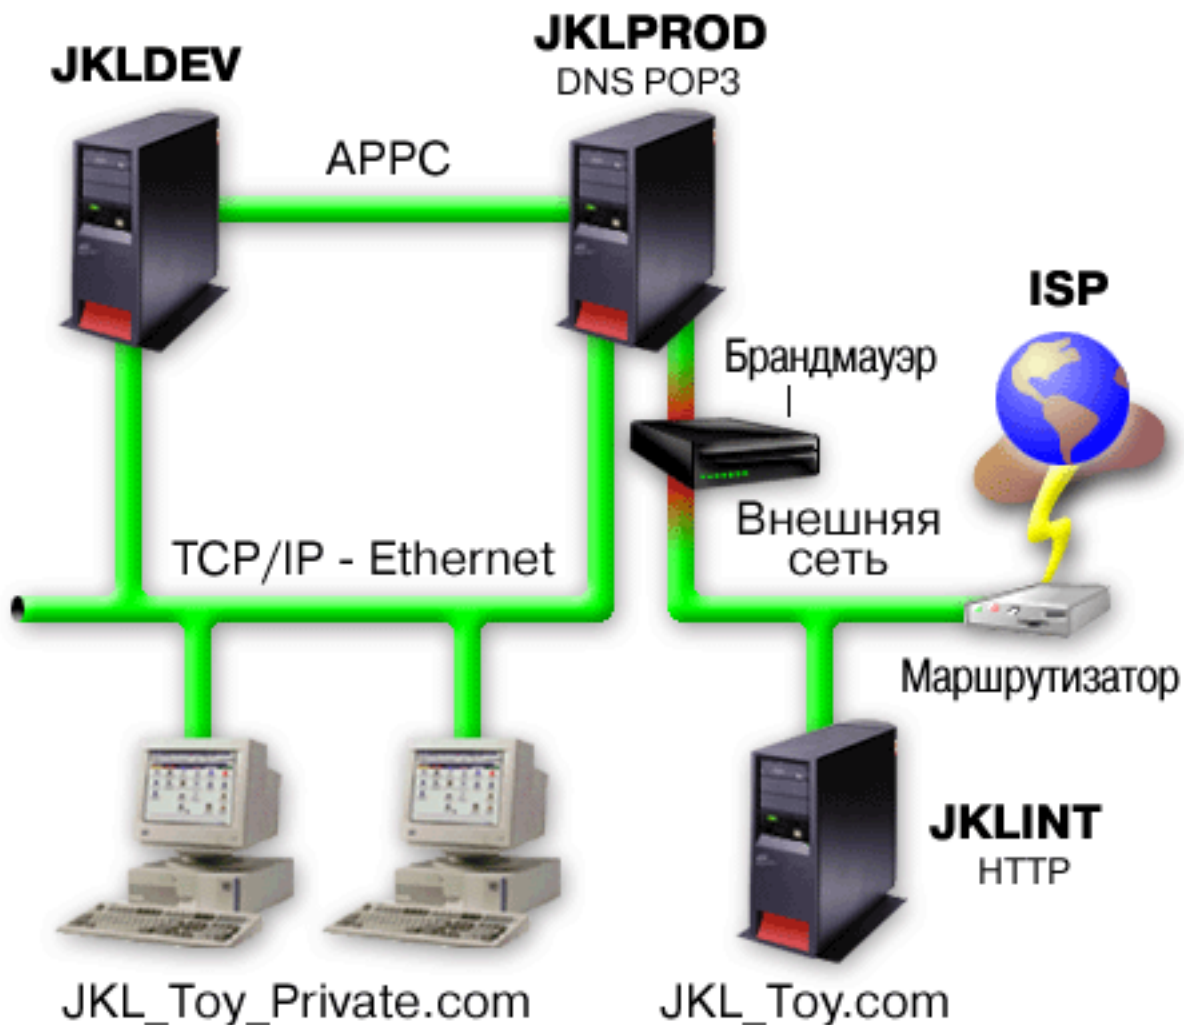 JKLPROD
DNS POP3
JKLDEV
APPC
ISP
Брандмауэр
Внешняя
сеть
TCP/IP - Ethernet
Маршрутизатор
JKLINT
HTTP
JKL_Toy_Private.com
JKL_Toy.com